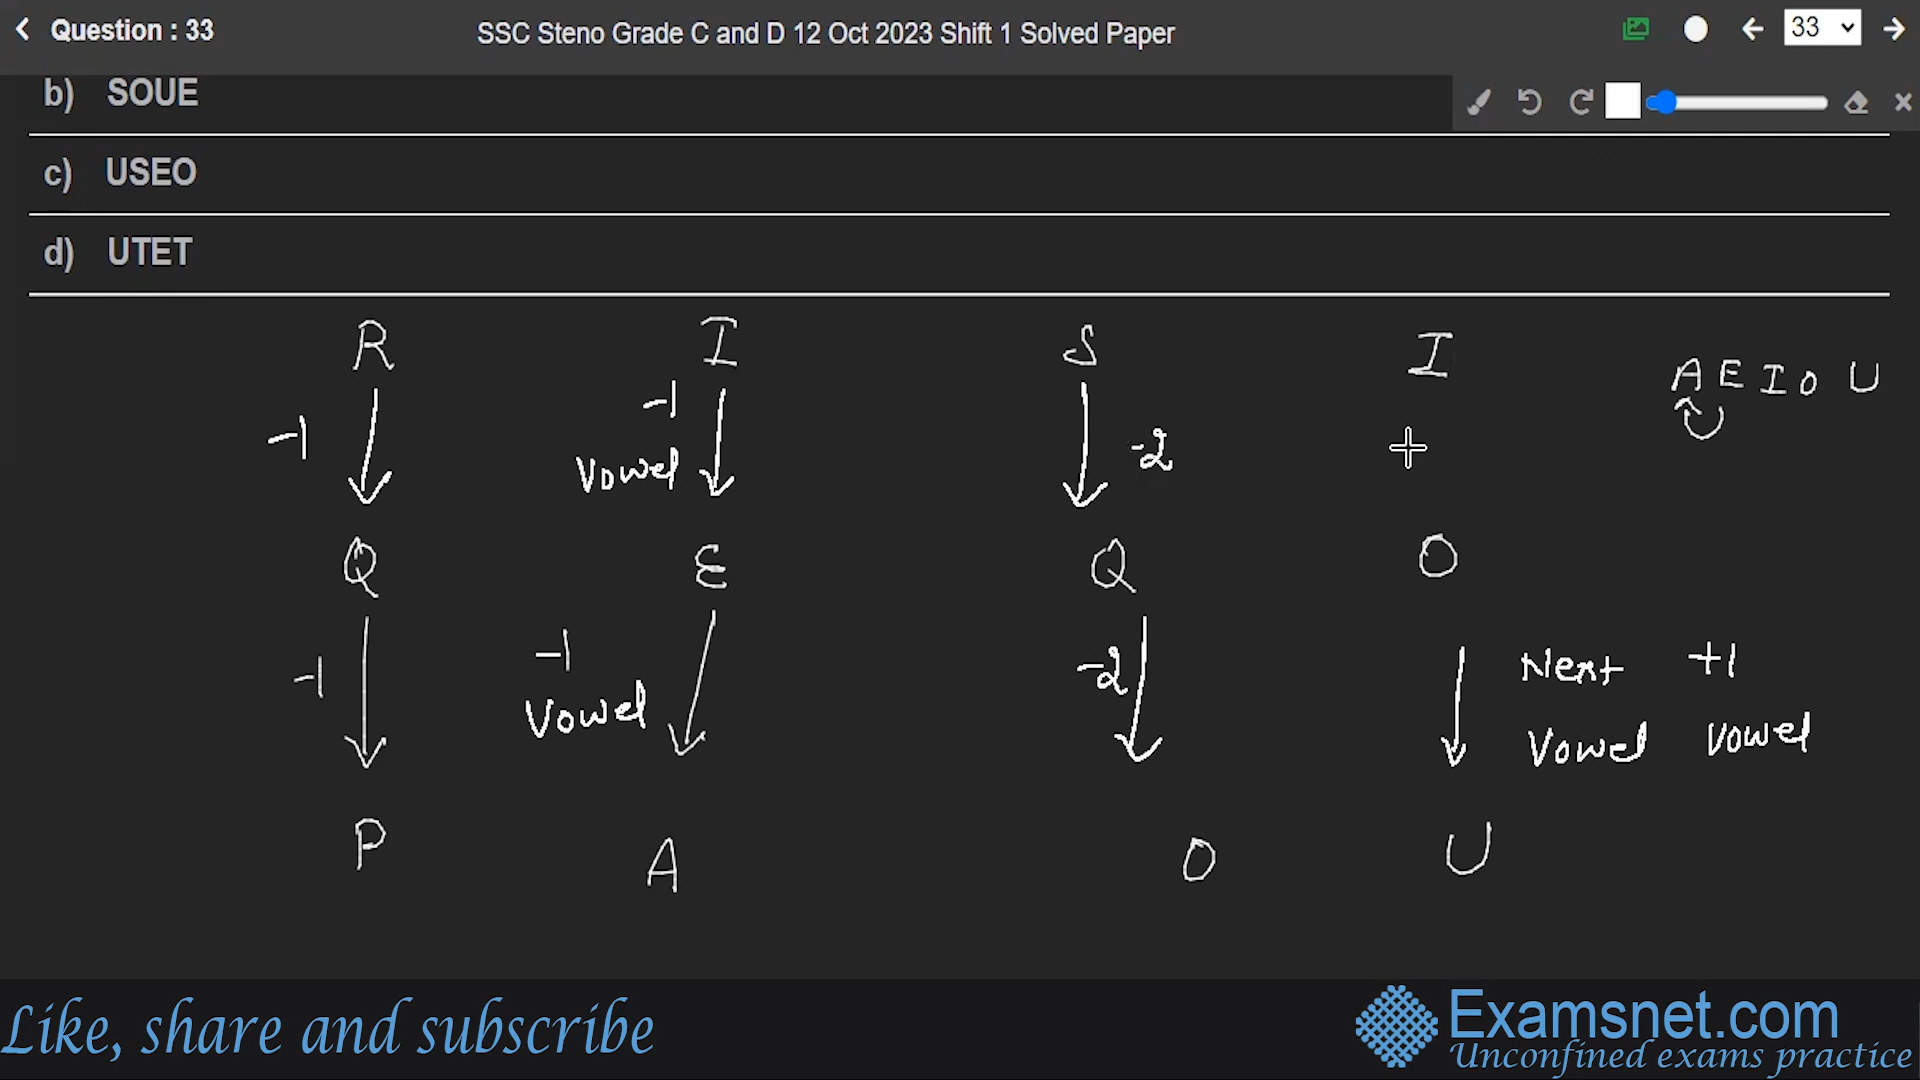 Question : 33
SSC Steno Grade C and D 12 Oct 2023 Shift 1 Solved Paper
33
b) SOUE
c) USEO
d) UTET
R I S I
A E I O U
-1 -1 Vowel -2
Q E Q O
-1 -1 Vowel -2 Next Vowel +1 Vowel
P A O U
Like, share and subscribe
Examsnet.com
Unconfined exams practice